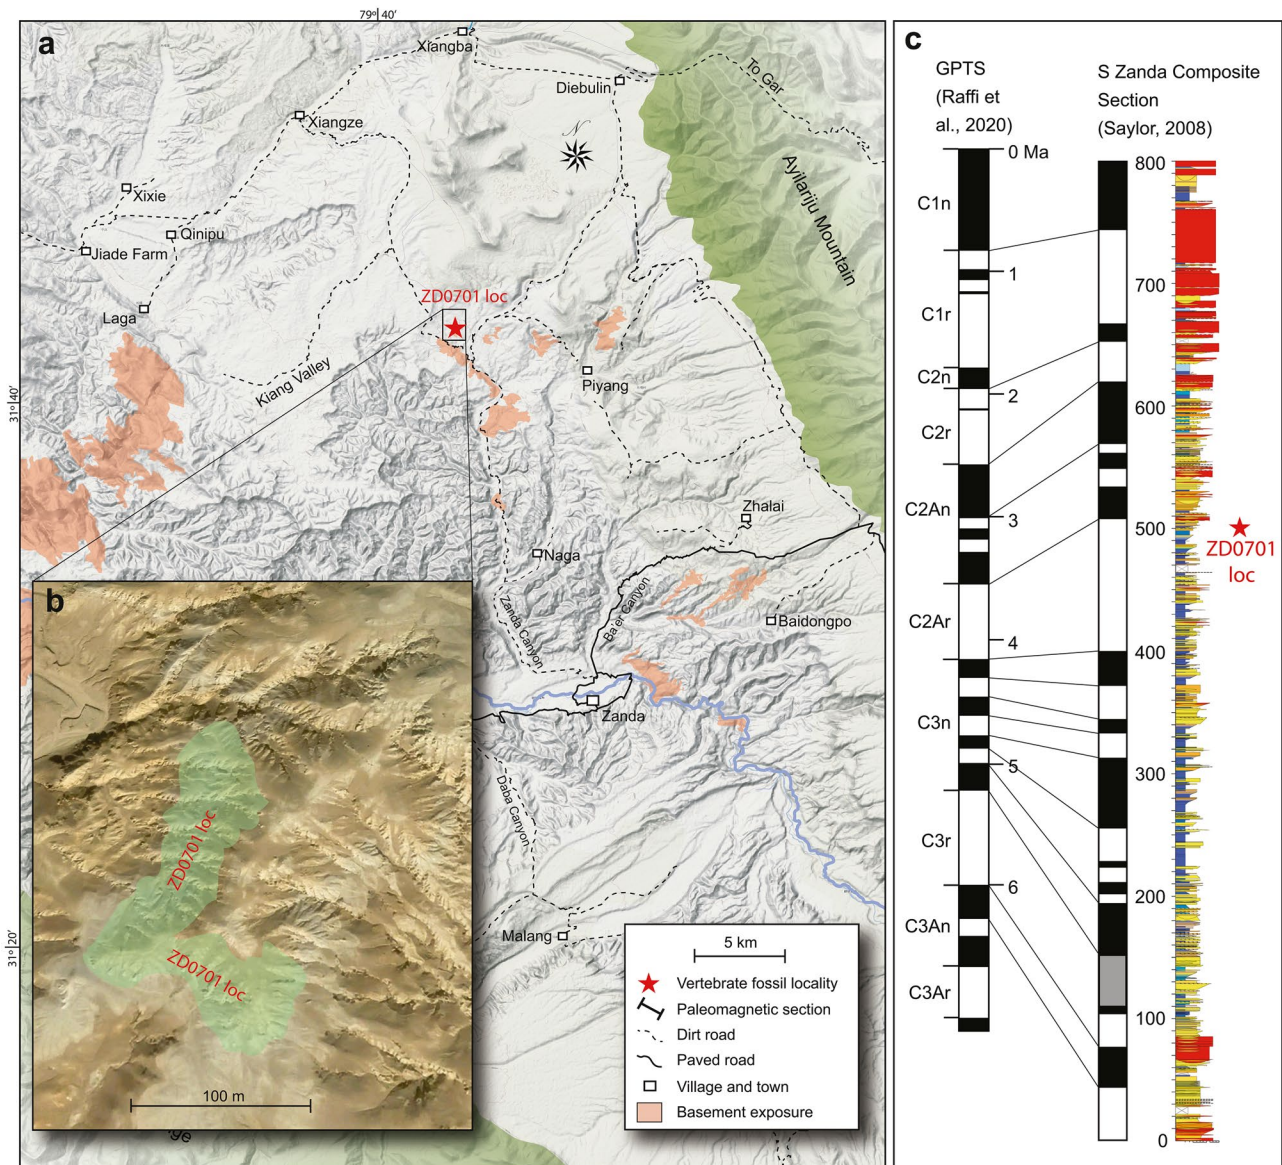 79º 40'
a
Xiangba
Diebulin
To Gar
Xiangze
N
Ayilariju Mountain
Xixie
Qinipu
Jiade Farm
ZD0701 loc
Laga
31º 40'
Kiang Valley
Piyang
Zhalai
Naga
Ba'er Canyon
Zanda Canyon
Baidongpo
Zanda
Daba Canyon
31º 20'
Malang
b
ZD0701 loc
ZD0701 loc
100 m
ge
5 km
Vertebrate fossil locality
Paleomagnetic section
Dirt road
Paved road
Village and town
Basement exposure
c
GPTS
(Raffi et
al., 2020)
S Zanda Composite
Section
(Saylor, 2008)
0 Ma
1
2
3
4
5
6
C1n
C1r
C2n
C2r
C2An
C2Ar
C3n
C3r
C3An
C3Ar
800
700
600
500
400
300
200
100
0
ZD0701
loc